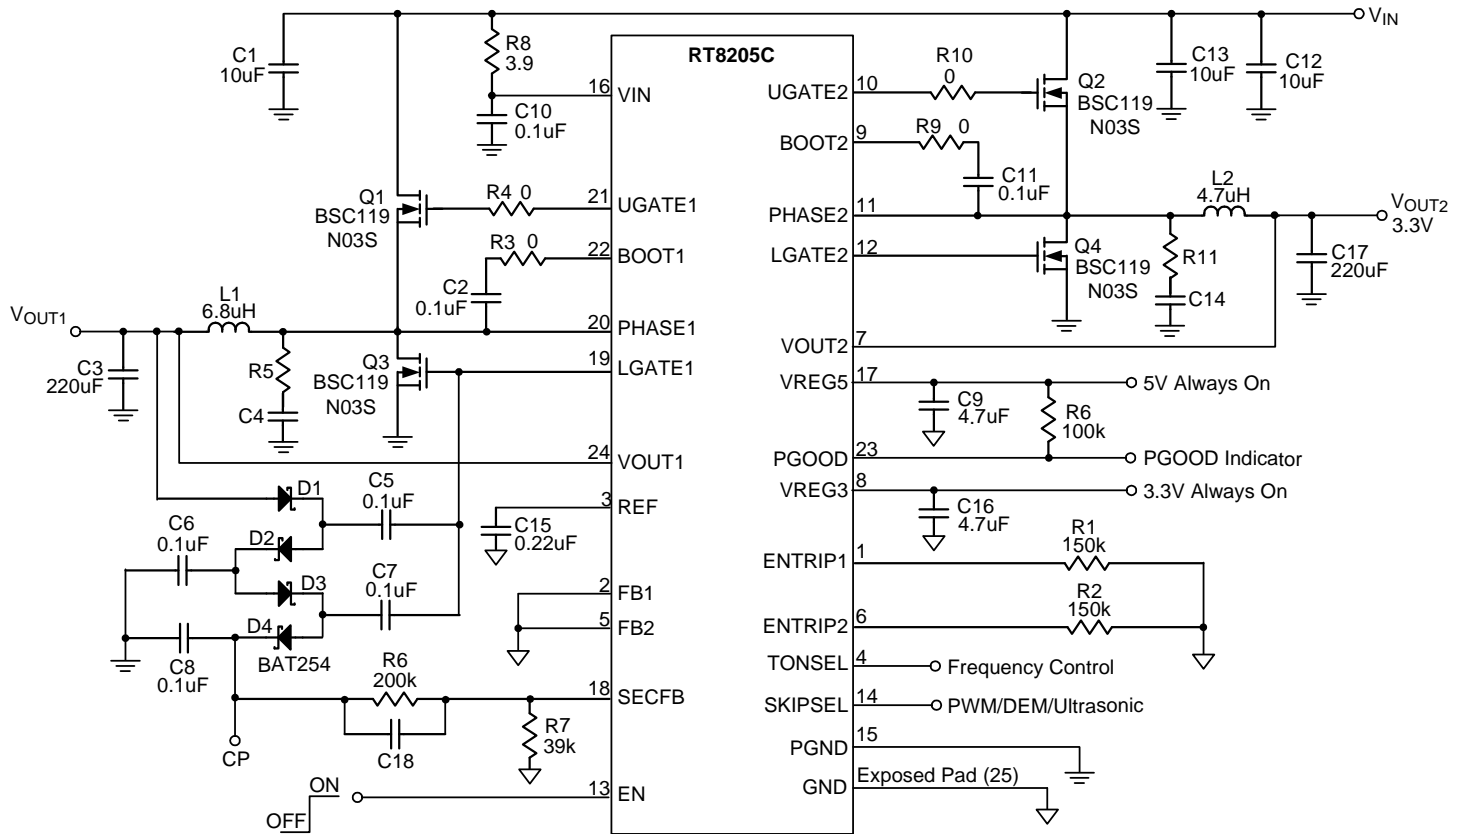 VIN
C1
10uF
R8
3.9
RT8205C
R10
0
C13
10uF
C12
10uF
16
VIN
UGATE2
10
Q2
BSC119
N03S
C10
0.1uF
BOOT2
9
R9 0
C11
0.1uF
Q1
BSC119
N03S
R4 0
21
UGATE1
PHASE2
11
L2
4.7uH
VOUT2
3.3V
R3 0
22
BOOT1
LGATE2
12
Q4
BSC119
N03S
R11
C14
C17
220uF
C2
0.1uF
L1
6.8uH
VOUT1
20
PHASE1
C3
220uF
R5
C4
Q3
BSC119
N03S
19
LGATE1
VOUT2
7
VREG5
17
5V Always On
C9
4.7uF
R6
100k
24
VOUT1
PGOOD
23
PGOOD Indicator
D1
C5
0.1uF
3
REF
VREG3
8
3.3V Always On
C15
0.22uF
C16
4.7uF
C6
0.1uF
D2
D3
C7
0.1uF
ENTRIP1
1
R1
150k
2
FB1
5
FB2
R2
150k
ENTRIP2
6
D4
BAT254
C8
0.1uF
R6
200k
18
SECFB
TONSEL
4
Frequency Control
SKIPSEL
14
PWM/DEM/Ultrasonic
C18
R7
39k
CP
PGND
15
ON
OFF
13
EN
GND
Exposed Pad (25)